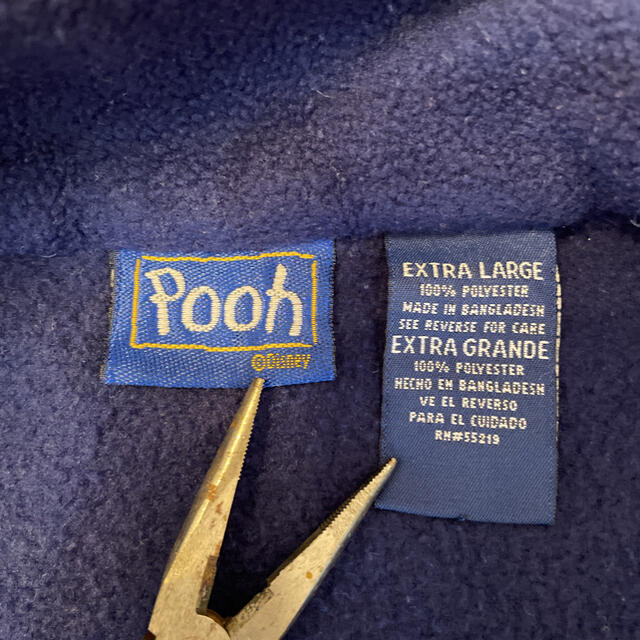 Pooh
©Disney
EXTRA LARGE
100% POLYESTER
MADE IN BANGLADESH
SEE REVERSE FOR CARE
EXTRA GRANDE
100% POLYESTER
HECHO EN BANGLADESH
VE EL REVERSO
PARA EL CUIDADO
RN#55219